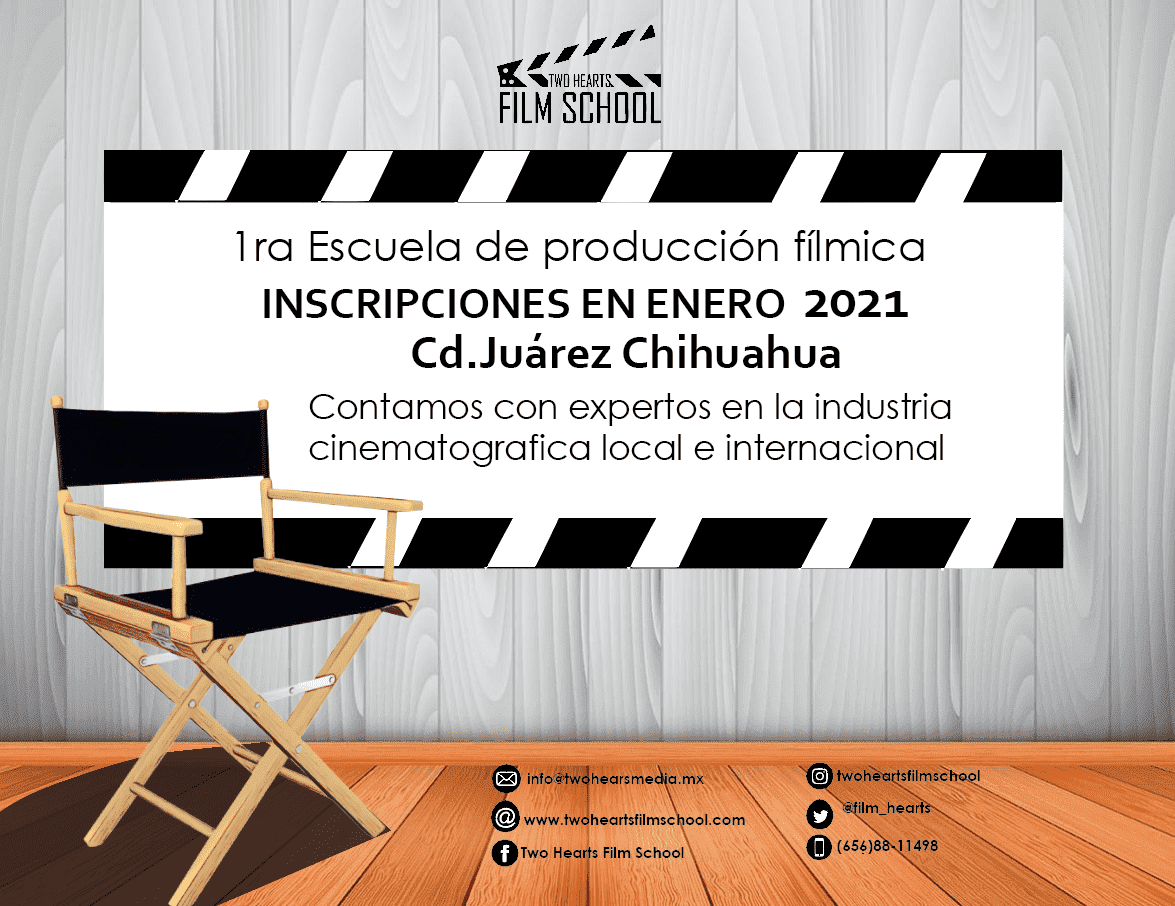 TWO HEARTS
FILM SCHOOL
1ra Escuela de producción fílmica
INSCRIPCIONES EN ENERO 2021
Cd.Juárez Chihuahua
Contamos con expertos en la industria
cinematografica local e internacional
info@twohearsmedia.mx
www.twoheartsfilmschool.com
Two Hearts Film School
twoheartsfilmschool
@film_hearts
(656)88-11498